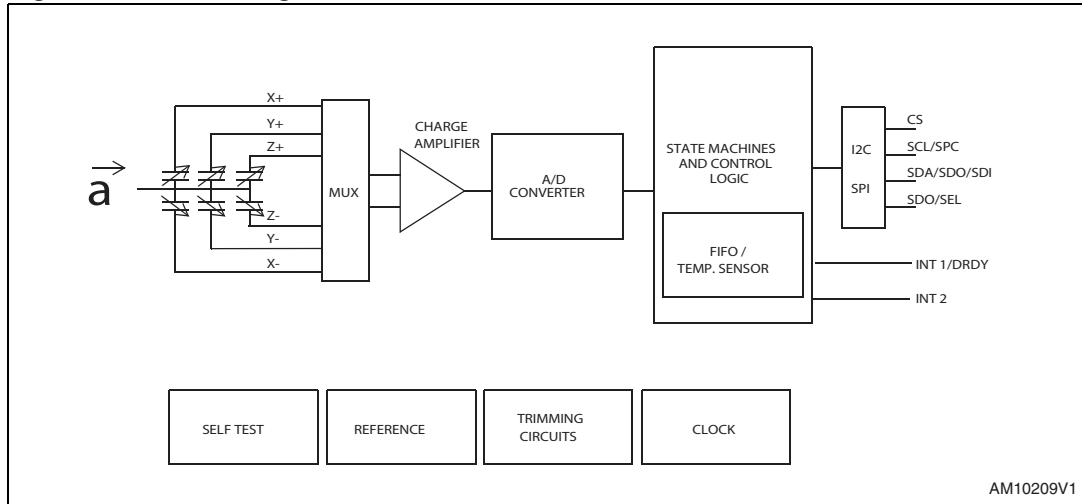 X+
Y+
Z+
a
Z-
Y-
X-
MUX
CHARGE
AMPLIFIER
A/D
CONVERTER
STATE MACHINES
AND CONTROL
LOGIC
FIFO /
TEMP. SENSOR
I2C
SPI
CS
SCL/SPC
SDA/SDO/SDI
SDO/SEL
INT 1/DRDY
INT 2
SELF TEST
REFERENCE
TRIMMING
CIRCUITS
CLOCK
AM10209V1